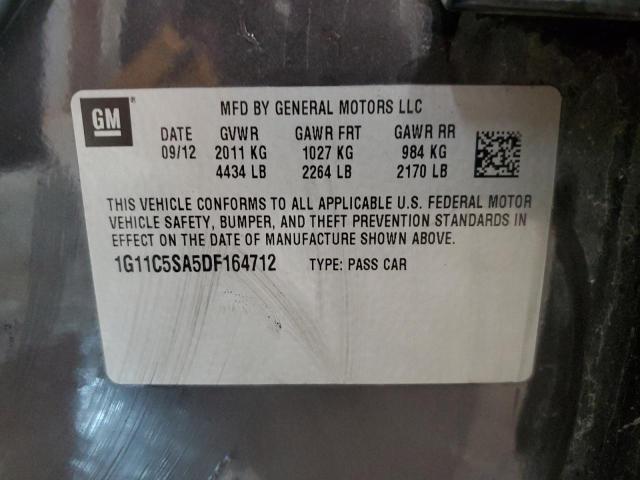 GM®
MFD BY GENERAL MOTORS LLC
DATE GVWR GAWR FRT GAWR RR
09/12 2011 KG 1027 KG 984 KG
4434 LB 2264 LB 2170 LB
THIS VEHICLE CONFORMS TO ALL APPLICABLE U.S. FEDERAL MOTOR
VEHICLE SAFETY, BUMPER, AND THEFT PREVENTION STANDARDS IN
EFFECT ON THE DATE OF MANUFACTURE SHOWN ABOVE.
1G11C5SA5DF164712 TYPE: PASS CAR